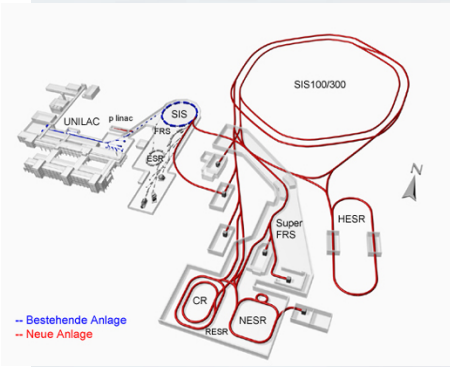 SIS100/300
p linac
UNILAC
SIS
FRS
ESR
N
HESR
Super
FRS
CR
RESR
NESR
-- Bestehende Anlage
-- Neue Anlage